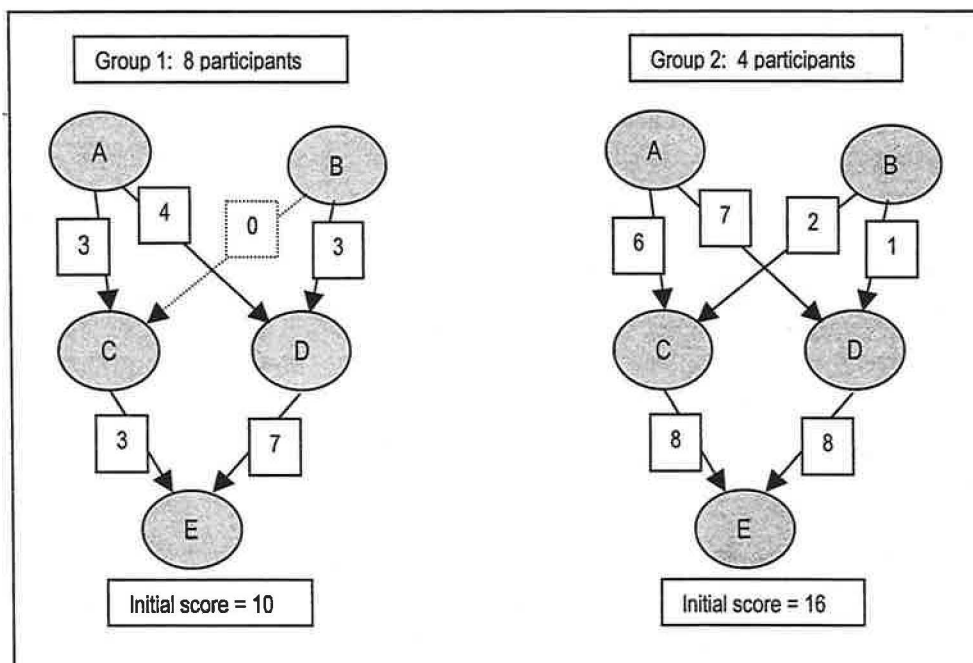 Group 1: 8 participants
Group 2: 4 participants
A
B
A
B
4
0
7
2
3
3
6
1
C
D
C
D
3
7
8
8
E
E
Initial score = 10
Initial score = 16